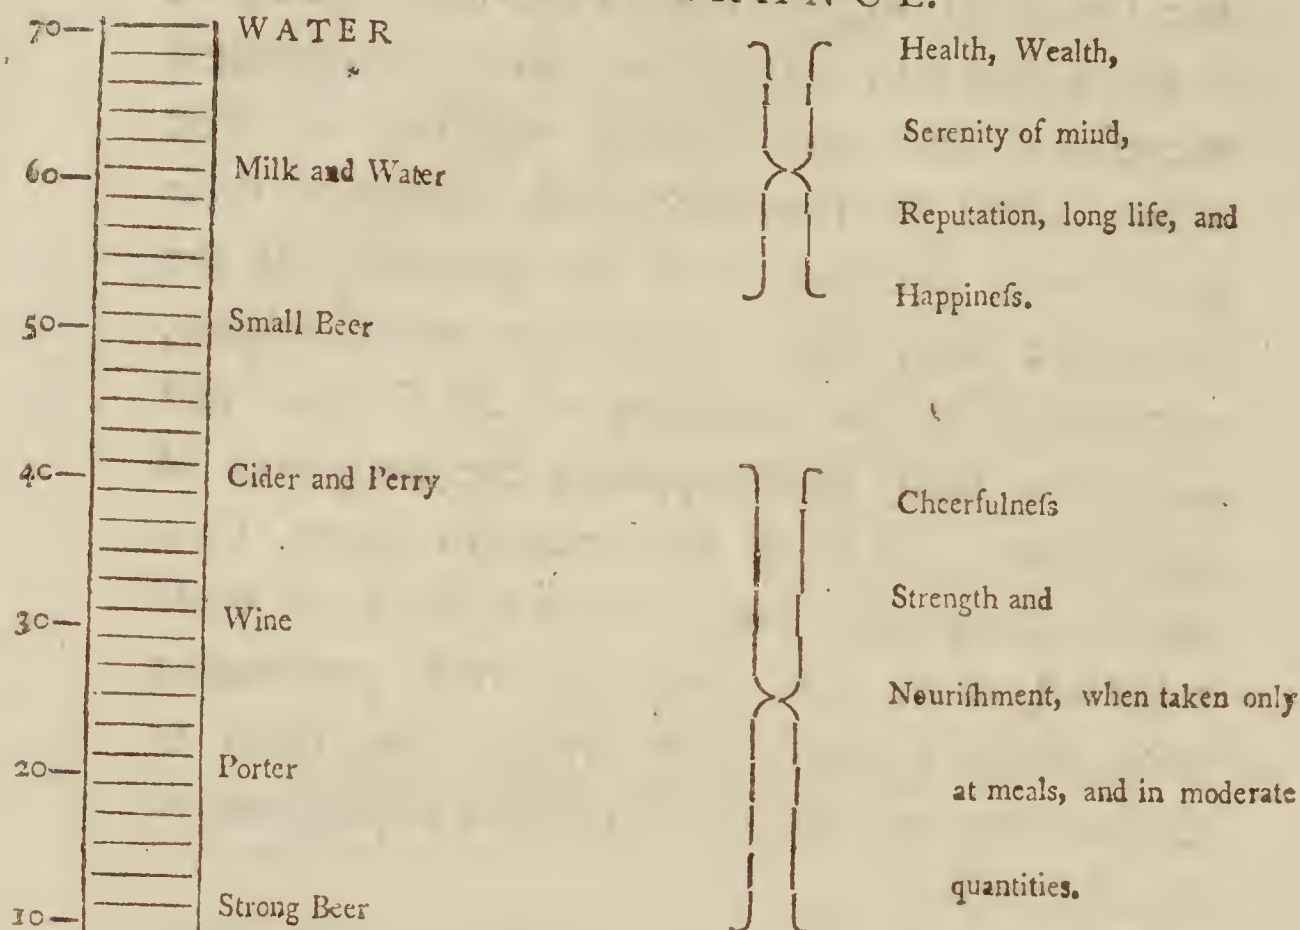 70 WATER
Health, Wealth,
Serenity of mind,
60 Milk and Water
Reputation, long life, and
Happineſs.
50 Small Beer
40 Cider and Perry
Cheerfulneſs
Strength and
30 Wine
Nouriſhment, when taken only
20 Porter
at meals, and in moderate
quantities.
10 Strong Beer